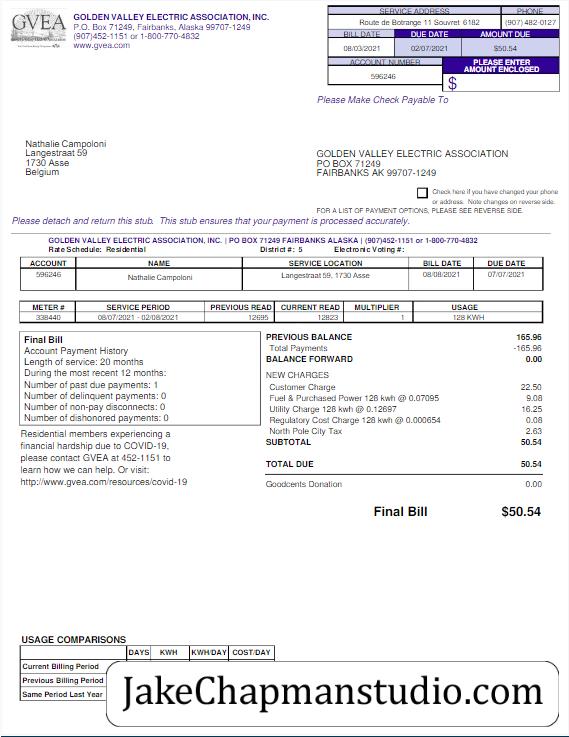 GVEA
GOLDEN VALLEY ELECTRIC ASSOCIATION, INC.
P.O. Box 71249, Fairbanks, Alaska 99707-1249
(907)452-1151 or 1-800-770-4832
www.gvea.com
SERVICE ADDRESS PHONE
Route de Botrange 11 Souvret 6182 (907) 482-0127
BILL DATE DUE DATE AMOUNT DUE
08/03/2021 02/07/2021 $50.54
ACCOUNT NUMBER PLEASE ENTER AMOUNT ENCLOSED
596246 $
Please Make Check Payable To
Nathalie Campoloni
Langestraat 59
1730 Asse
Belgium
GOLDEN VALLEY ELECTRIC ASSOCIATION
PO BOX 71249
FAIRBANKS AK 99707-1249
Check here if you have changed your phone
or address. Note changes on reverse side.
FOR A LIST OF PAYMENT OPTIONS, PLEASE SEE REVERSE SIDE.
Please detach and return this stub. This stub ensures that your payment is processed accurately.
GOLDEN VALLEY ELECTRIC ASSOCIATION, INC. | PO BOX 71249 FAIRBANKS ALASKA | (907)452-1151 or 1-800-770-4832
Rate Schedule: Residential District #: 5 Electronic Voting #:
ACCOUNT NAME SERVICE LOCATION BILL DATE DUE DATE
596246 Nathalie Campoloni Langestraat 59, 1730 Asse 08/08/2021 07/07/2021
METER # SERVICE PERIOD PREVIOUS READ CURRENT READ MULTIPLIER USAGE
338440 08/07/2021 - 02/08/2021 12695 12823 1 128 KWH
Final Bill
Account Payment History
Length of service: 20 months
During the most recent 12 months:
Number of past due payments: 1
Number of delinquent payments: 0
Number of non-pay disconnects: 0
Number of dishonored payments: 0
Residential members experiencing a
financial hardship due to COVID-19,
please contact GVEA at 452-1151 to
learn how we can help. Or visit:
http://www.gvea.com/resources/covid-19
PREVIOUS BALANCE 165.96
Total Payments -165.96
BALANCE FORWARD 0.00
NEW CHARGES
Customer Charge 22.50
Fuel & Purchased Power 128 kwh @ 0.07095 9.08
Utility Charge 128 kwh @ 0.12697 16.25
Regulatory Cost Charge 128 kwh @ 0.000654 0.08
North Pole City Tax 2.63
SUBTOTAL 50.54
TOTAL DUE 50.54
Goodcents Donation 0.00
Final Bill $50.54
USAGE COMPARISONS
DAYS KWH KWH/DAY COST/DAY
Current Billing Period
Previous Billing Period
Same Period Last Year
JakeChapmanstudio.com